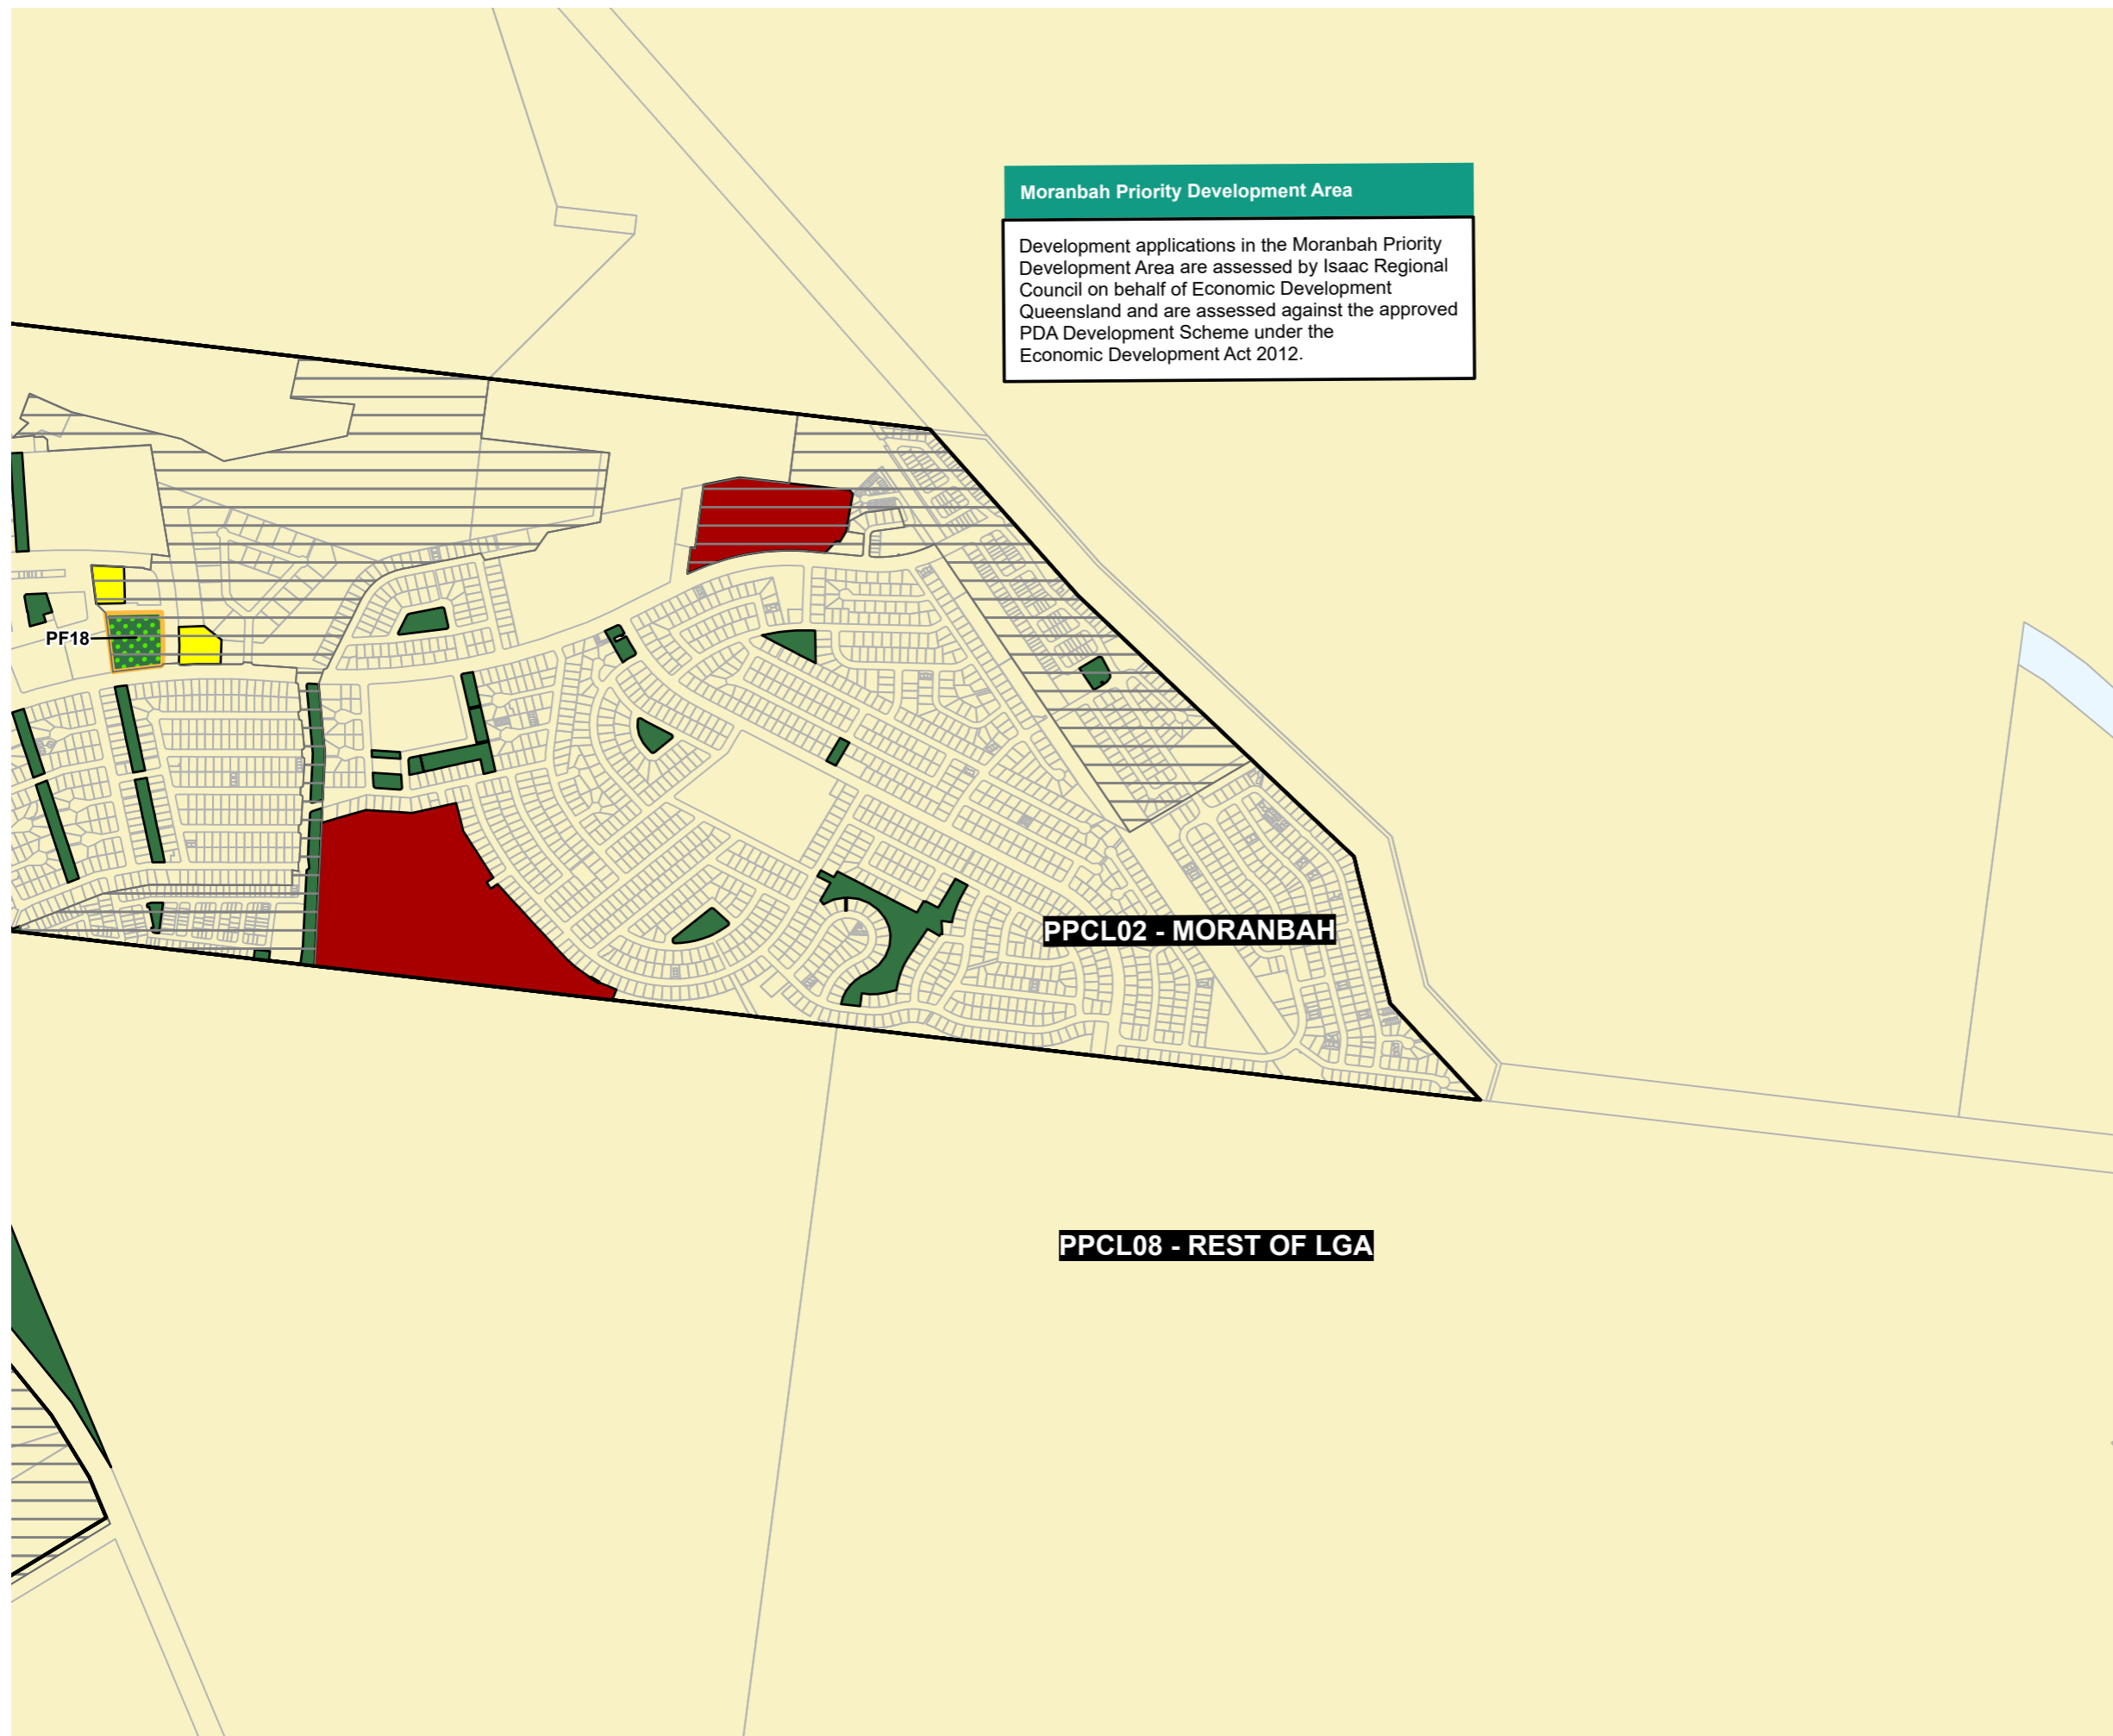 Moranbah Priority Development Area
Development applications in the Moranbah Priority
Development Area are assessed by Isaac Regional
Council on behalf of Economic Development
Queensland and are assessed against the approved
PDA Development Scheme under the
Economic Development Act 2012.
PF18
PPCL02 - MORANBAH
PPCL08 - REST OF LGA